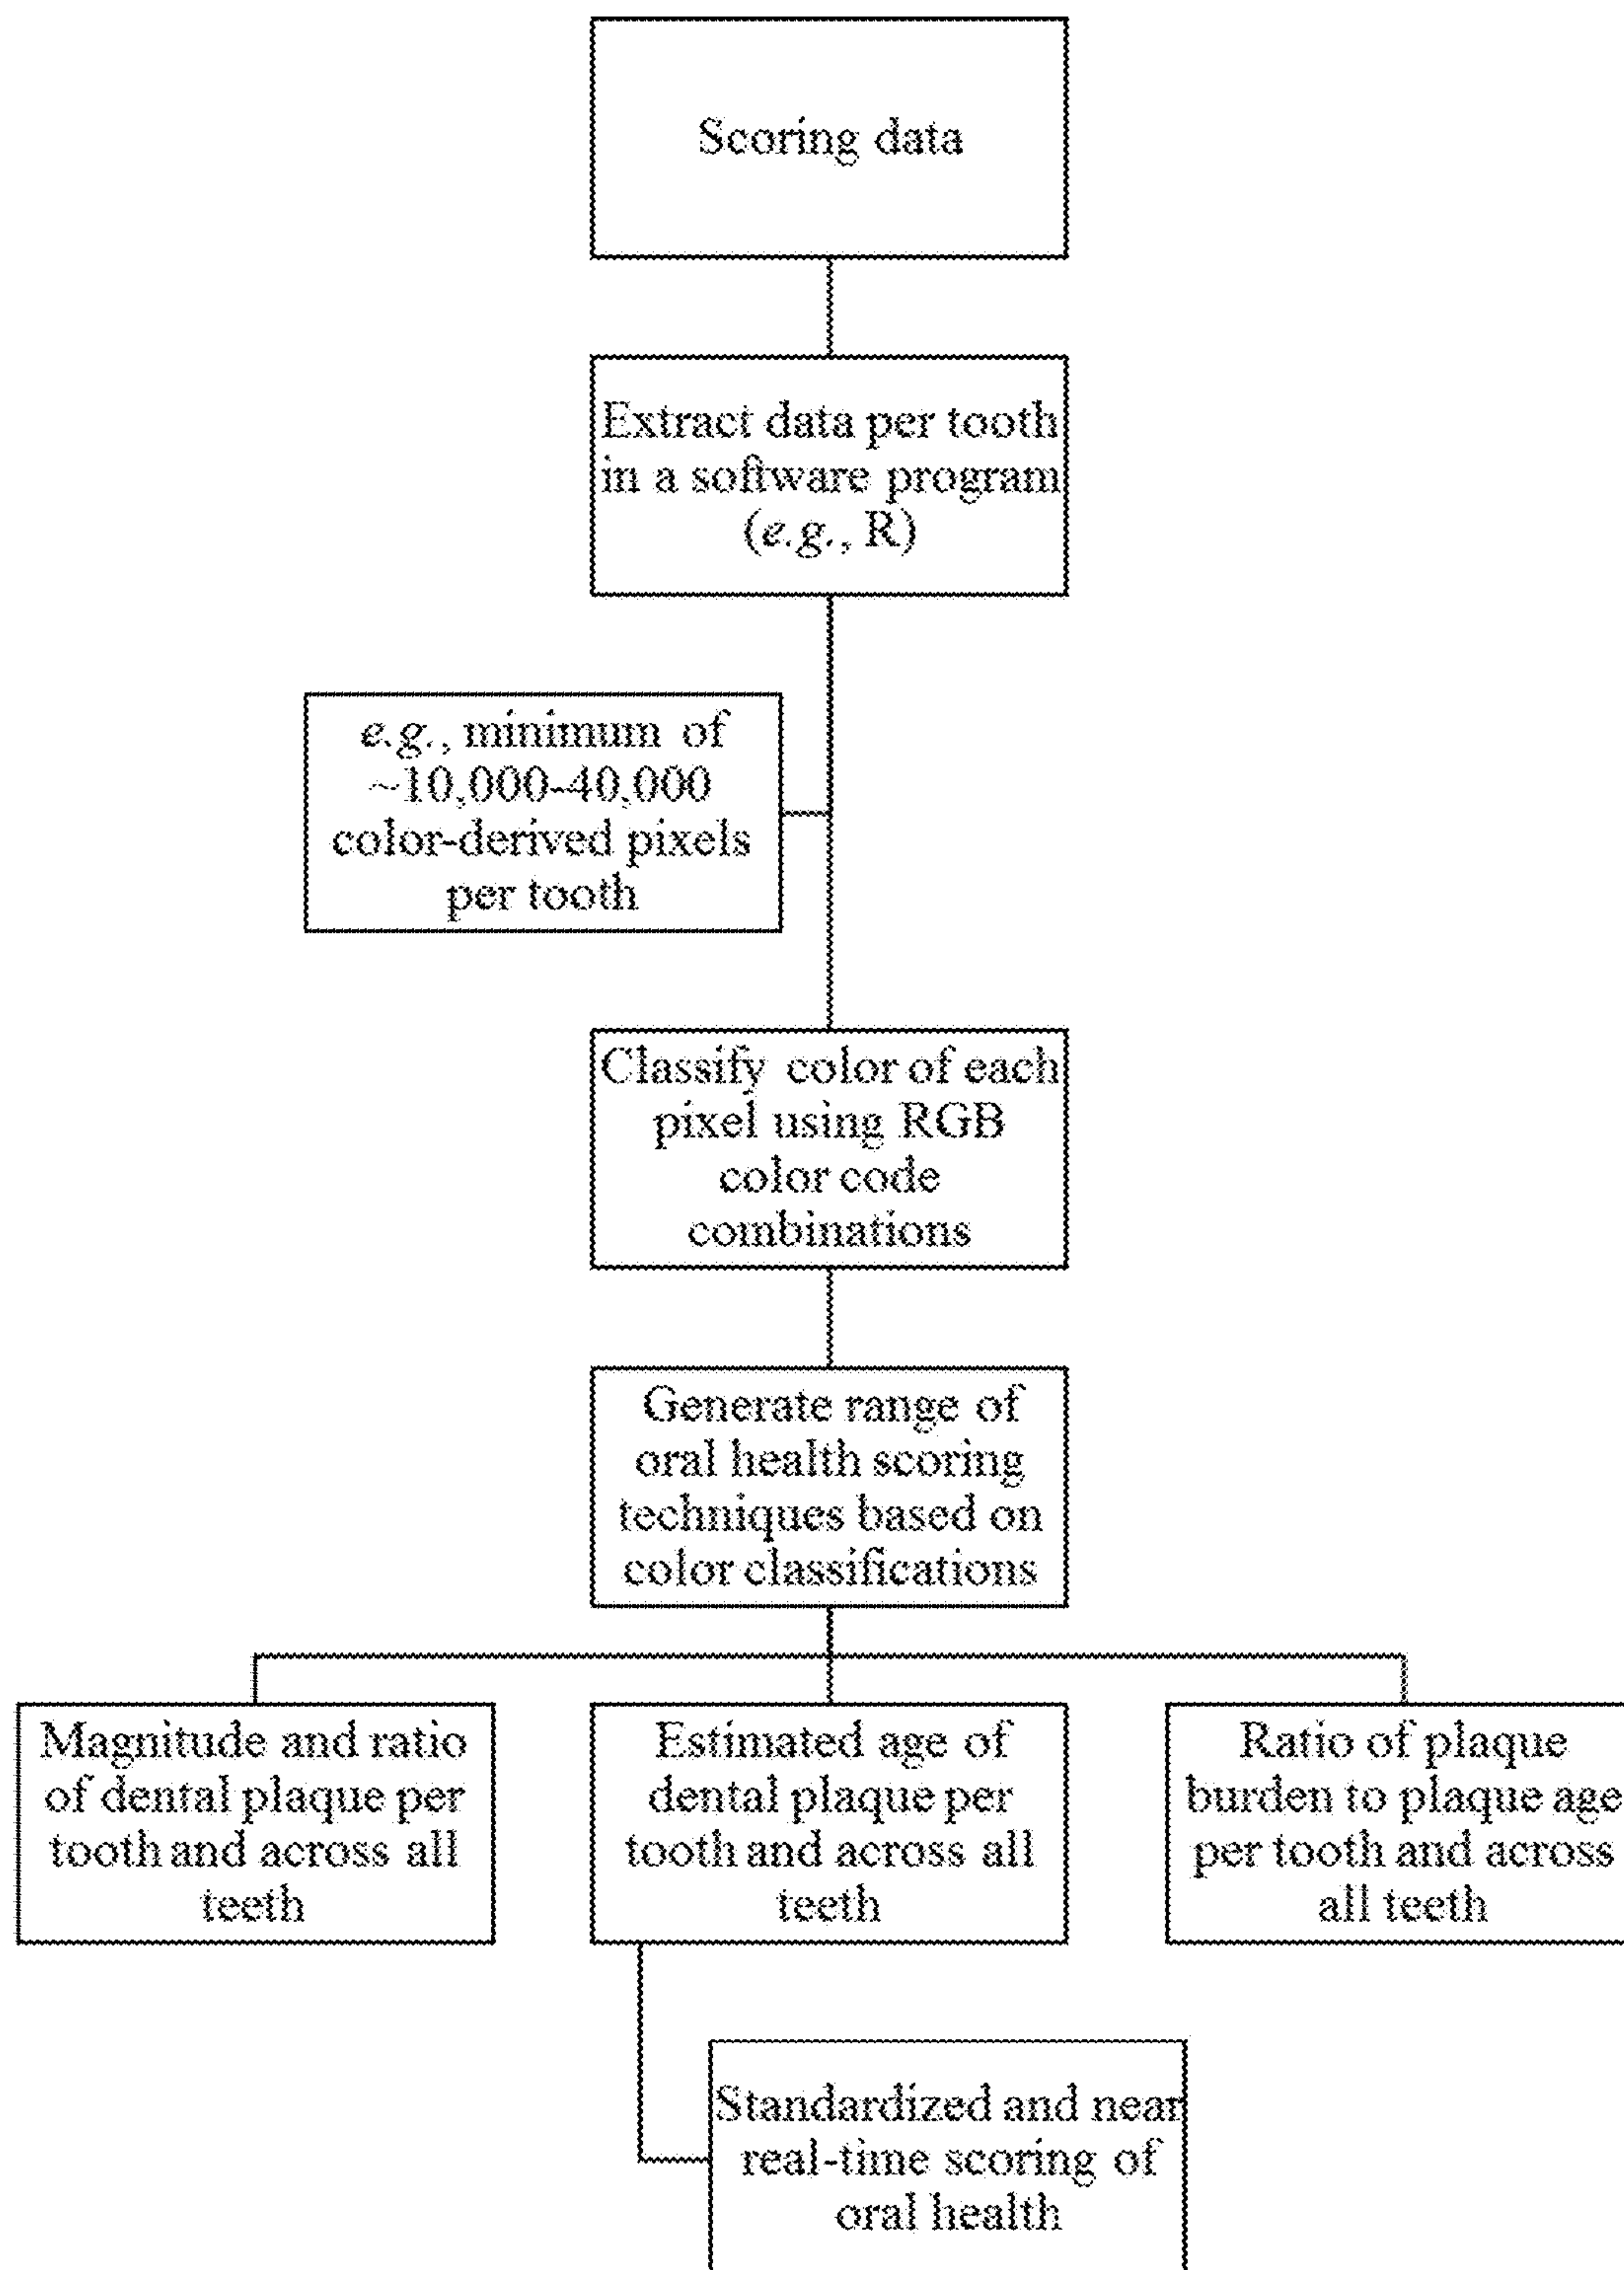 Scoring data
Extract data per tooth
in a software program
(e.g., R)
e.g., minimum of
~10,000-40,000
color-derived pixels
per tooth
Classify color of each
pixel using RGB
color code
combinations
Generate range of
oral health scoring
techniques based on
color classifications
Magnitude and ratio
of dental plaque per
tooth and across all
teeth
Estimated age of
dental plaque per
tooth and across all
teeth
Ratio of plaque
burden to plaque age
per tooth and across
all teeth
Standardized and near
real-time scoring of
oral health